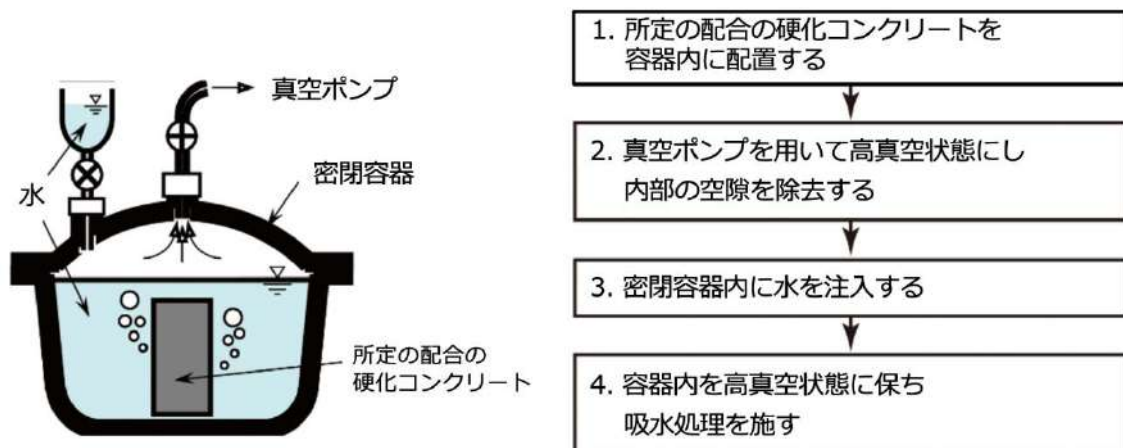 真空ポンプ
密閉容器
水
所定の配合の
硬化コンクリート
1. 所定の配合の硬化コンクリートを
容器内に配置する
2. 真空ポンプを用いて高真空状態にし
内部の空隙を除去する
3. 密閉容器内に水を注入する
4. 容器内を高真空状態に保ち
吸水処理を施す